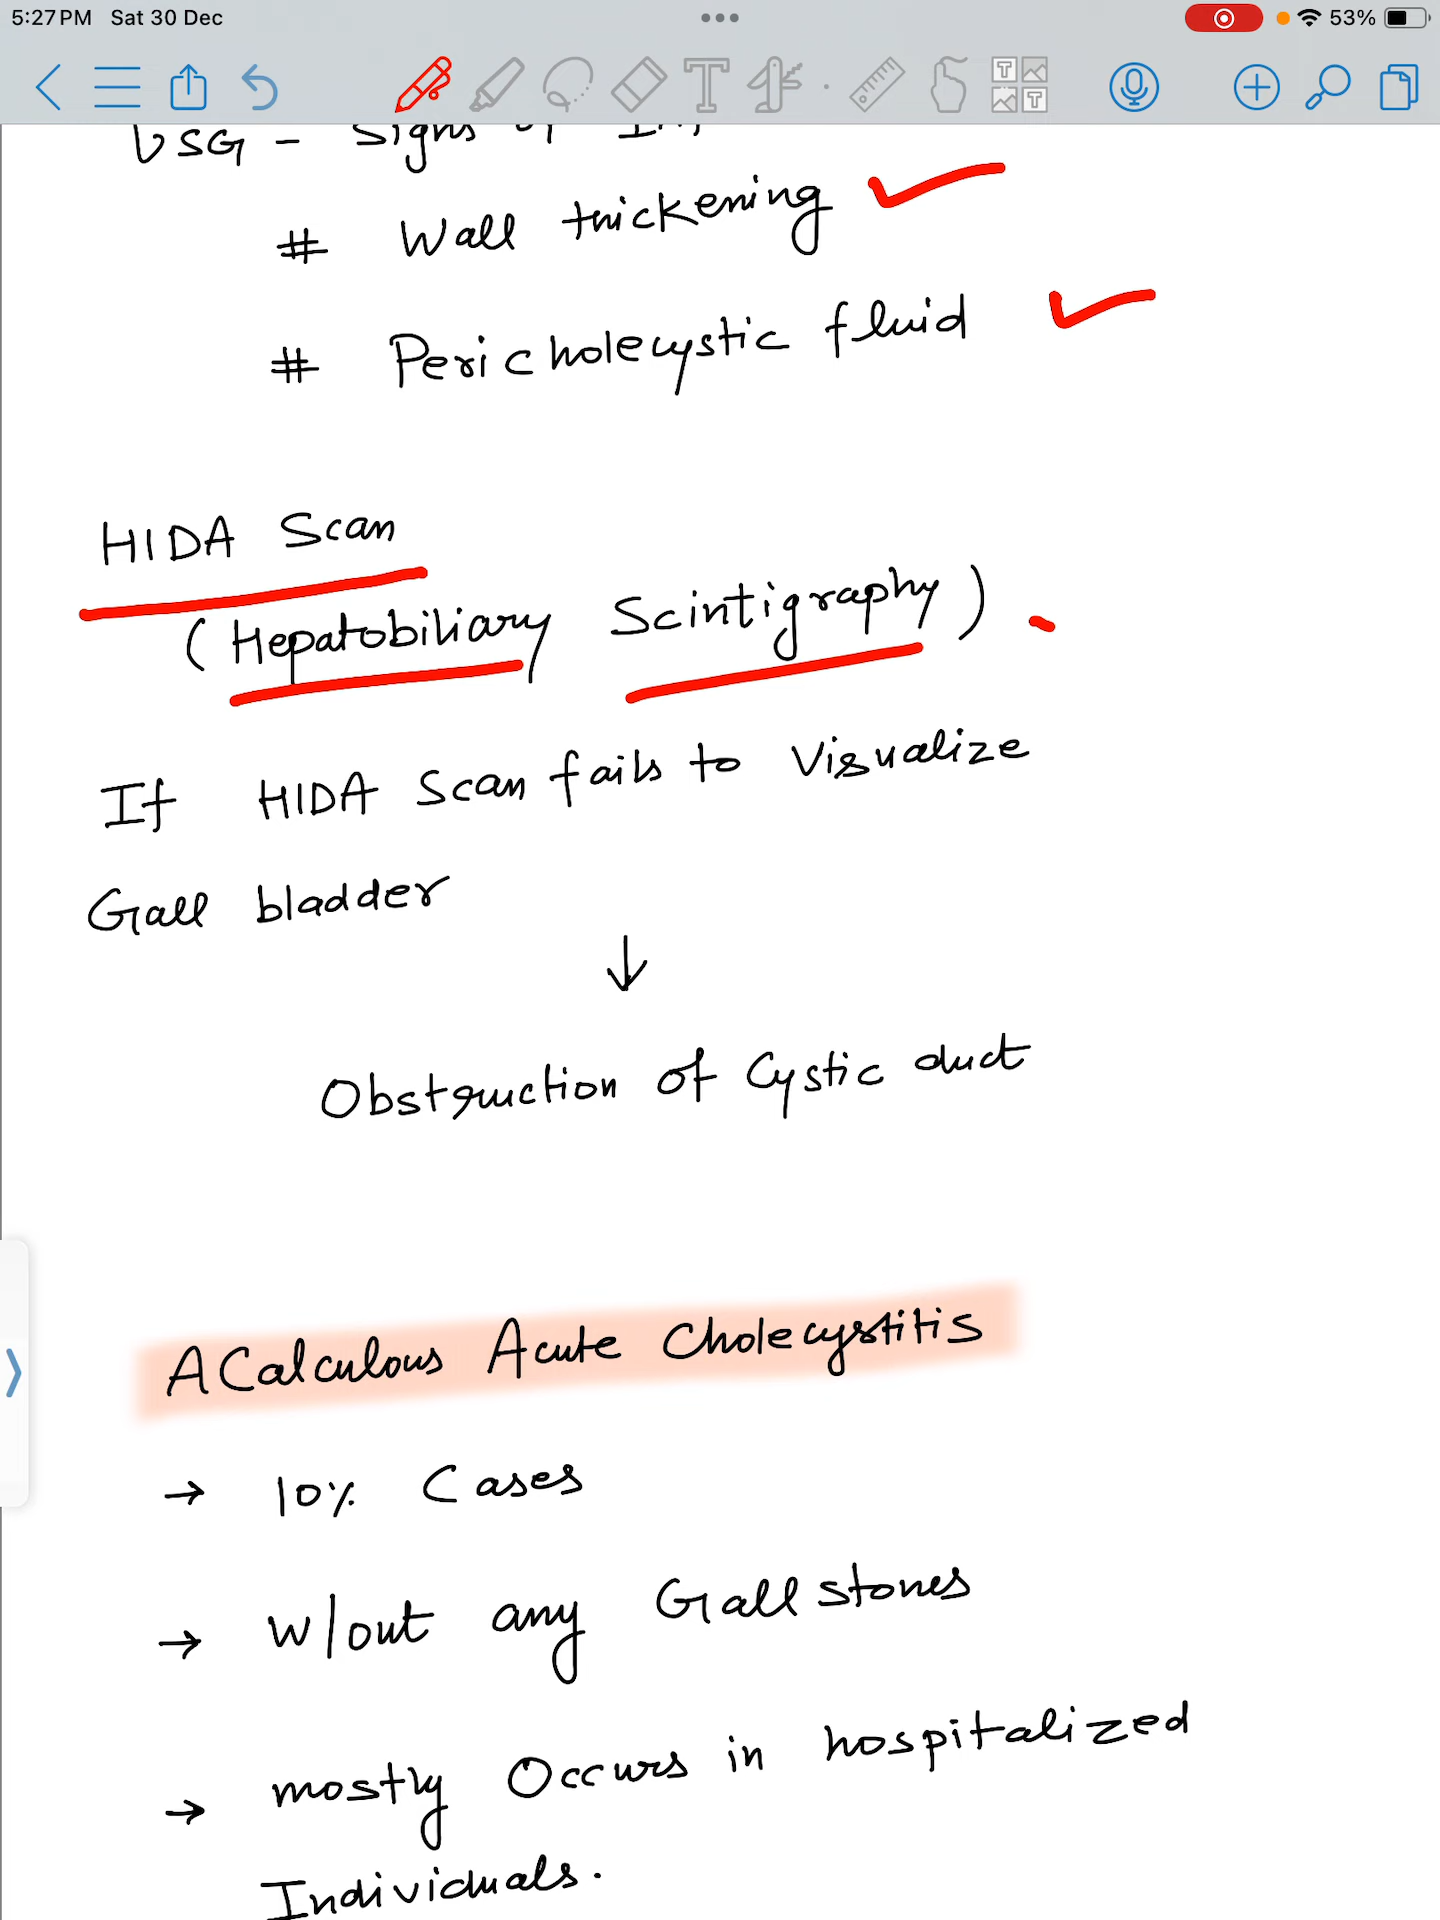 5:27 PM Sat 30 Dec
53%
USG - Signs of
# Wall thickening
# Pericholecystic fluid
HIDA Scan
(Hepatobiliary Scintigraphy)
If HIDA Scan fails to Visualize
Gall bladder
↓
Obstruction of Cystic duct
ACalculous Acute Cholecystitis
→ 10% Cases
→ w/out any Gall stones
→ mostly Occurs in hospitalized
Individuals.